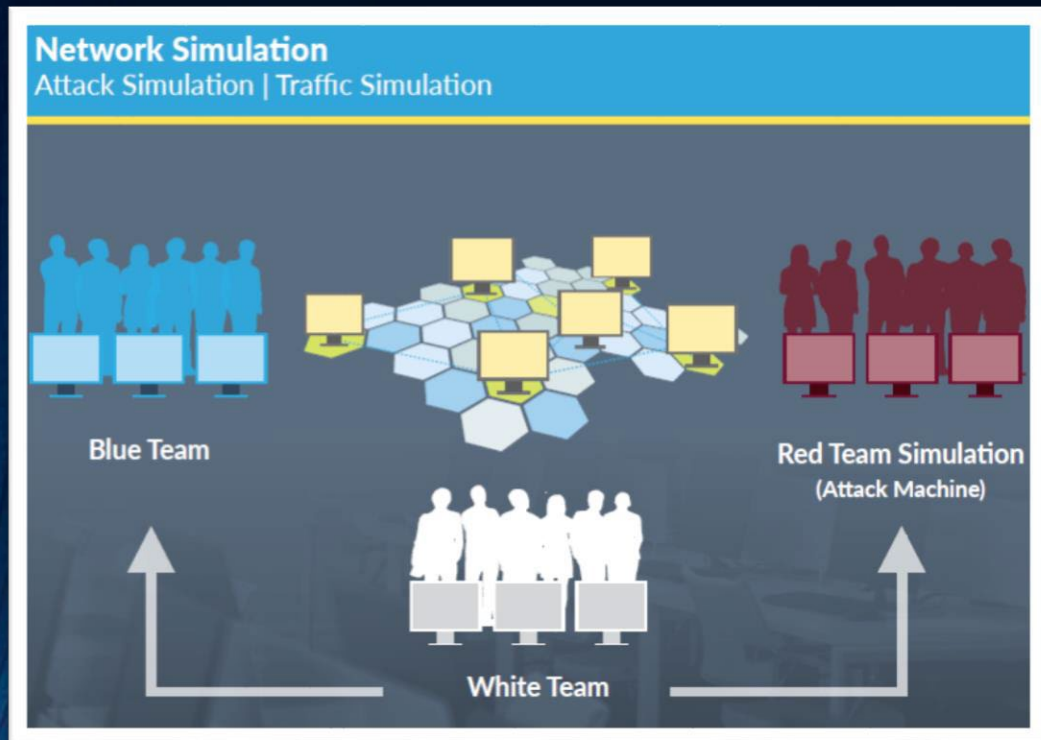 Network Simulation
Attack Simulation | Traffic Simulation
Blue Team
Red Team Simulation
(Attack Machine)
White Team